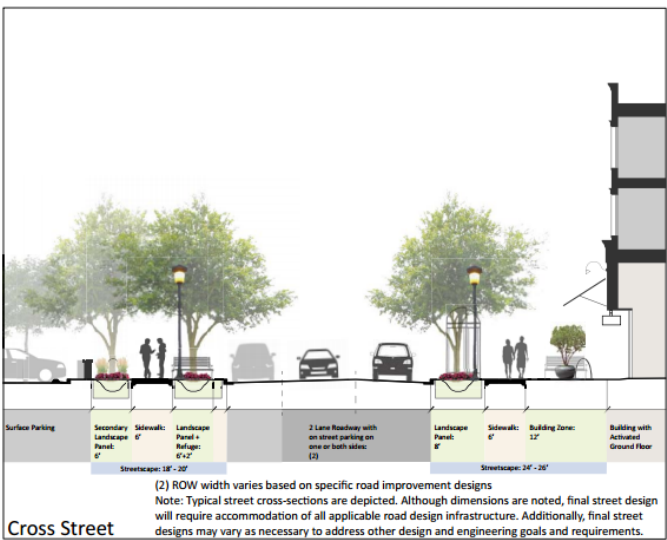 Surface Parking
Secondary
Landscape
Panel:
6'
Sidewalk:
6'
Landscape
Panel +
Refuge:
6'+2'
2 Lane Roadway with
on street parking on
one or both sides:
(2)
Landscape
Panel:
8'
Sidewalk:
6'
Building Zone:
12'
Building with
Activated
Ground Floor
Streetscape: 18' - 20'
Streetscape: 24' - 26'
(2) ROW width varies based on specific road improvement designs
Note: Typical street cross-sections are depicted. Although dimensions are noted, final street design
will require accommodation of all applicable road design infrastructure. Additionally, final street
designs may vary as necessary to address other design and engineering goals and requirements.
Cross Street